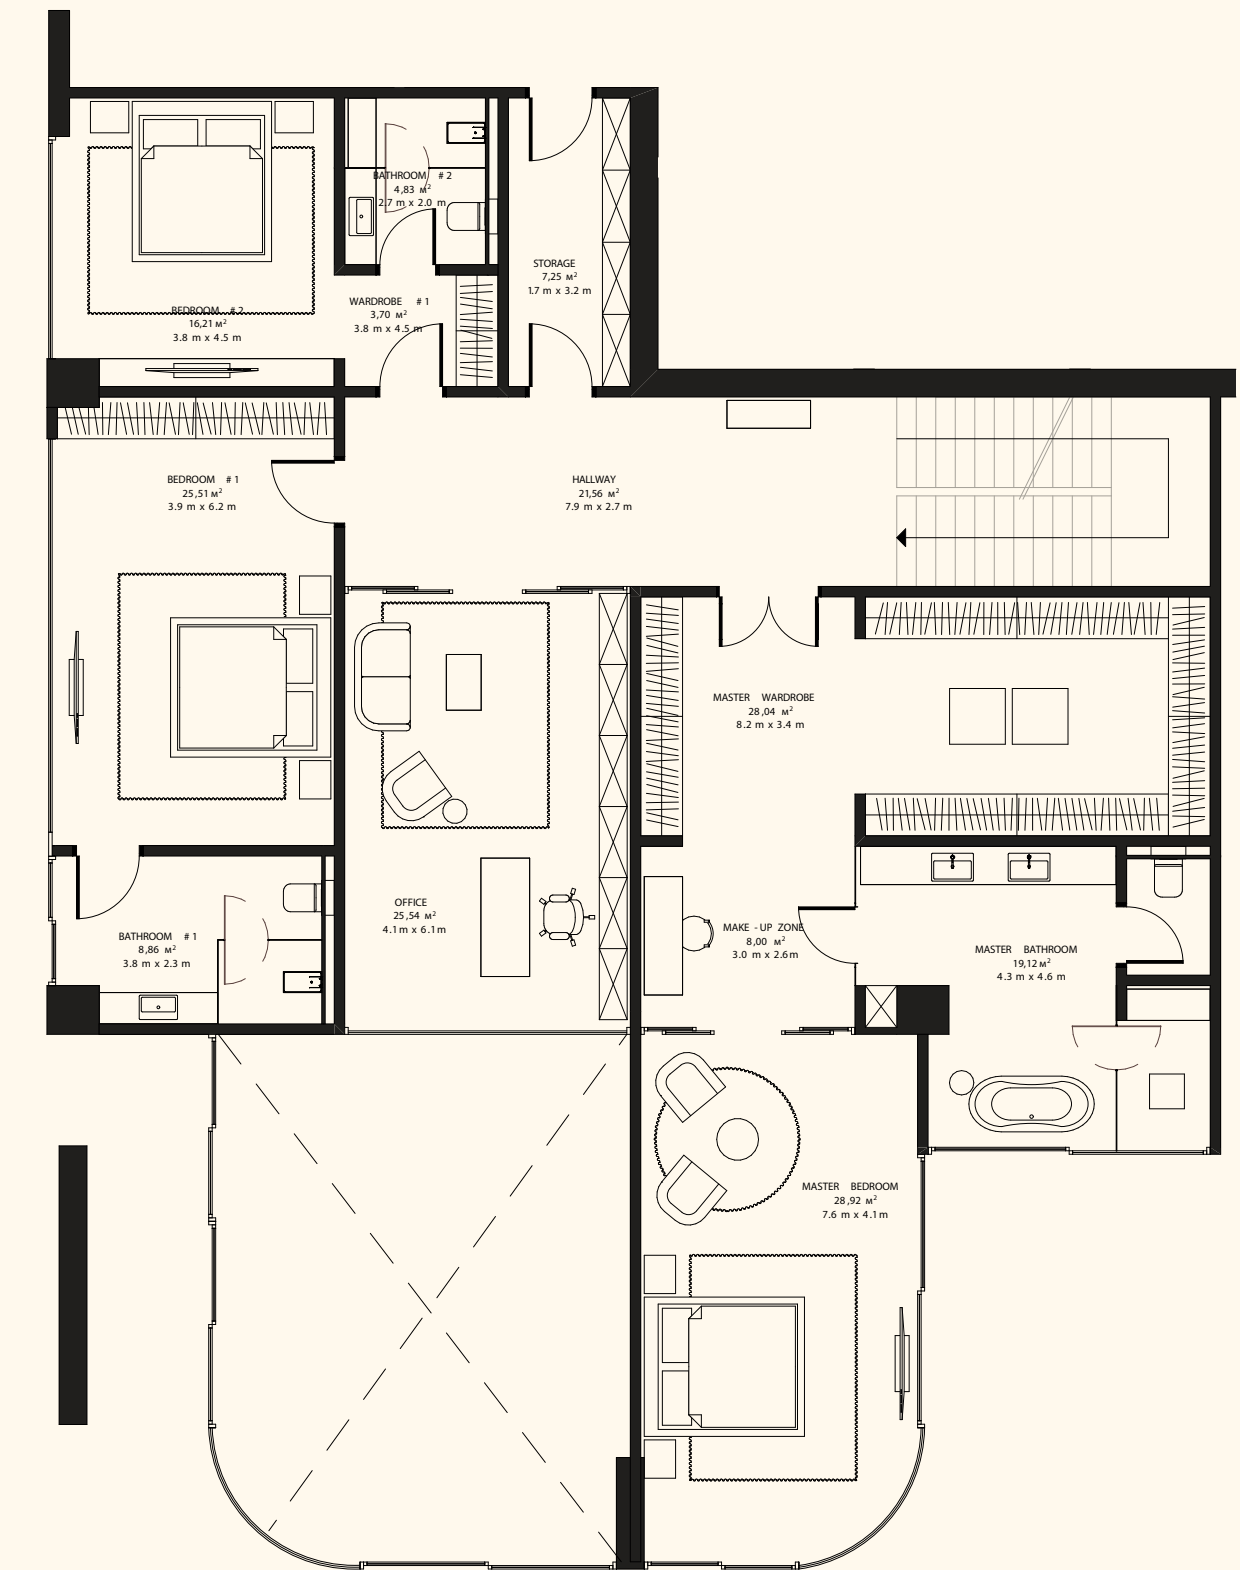 BATHROOM # 2
4,83 м²
2.7 m x 2.0 m
STORAGE
7,25 м²
1.7 m x 3.2 m
WARDROBE # 1
3,70 м²
3.8 m x 4.5 m
BEDROOM # 2
16,21 м²
3.8 m x 4.5 m
BEDROOM # 1
25,51 м²
3.9 m x 6.2 m
HALLWAY
21,56 м²
7.9 m x 2.7 m
MASTER WARDROBE
28,04 м²
8.2 m x 3.4 m
OFFICE
25,54 м²
4.1m x 6.1m
BATHROOM # 1
8,86 м²
3.8 m x 2.3 m
MAKE - UP ZONE
8,00 м²
3.0 m x 2.6m
MASTER BATHROOM
19,12 м²
4.3 m x 4.6 m
MASTER BEDROOM
28,92 м²
7.6 m x 4.1m